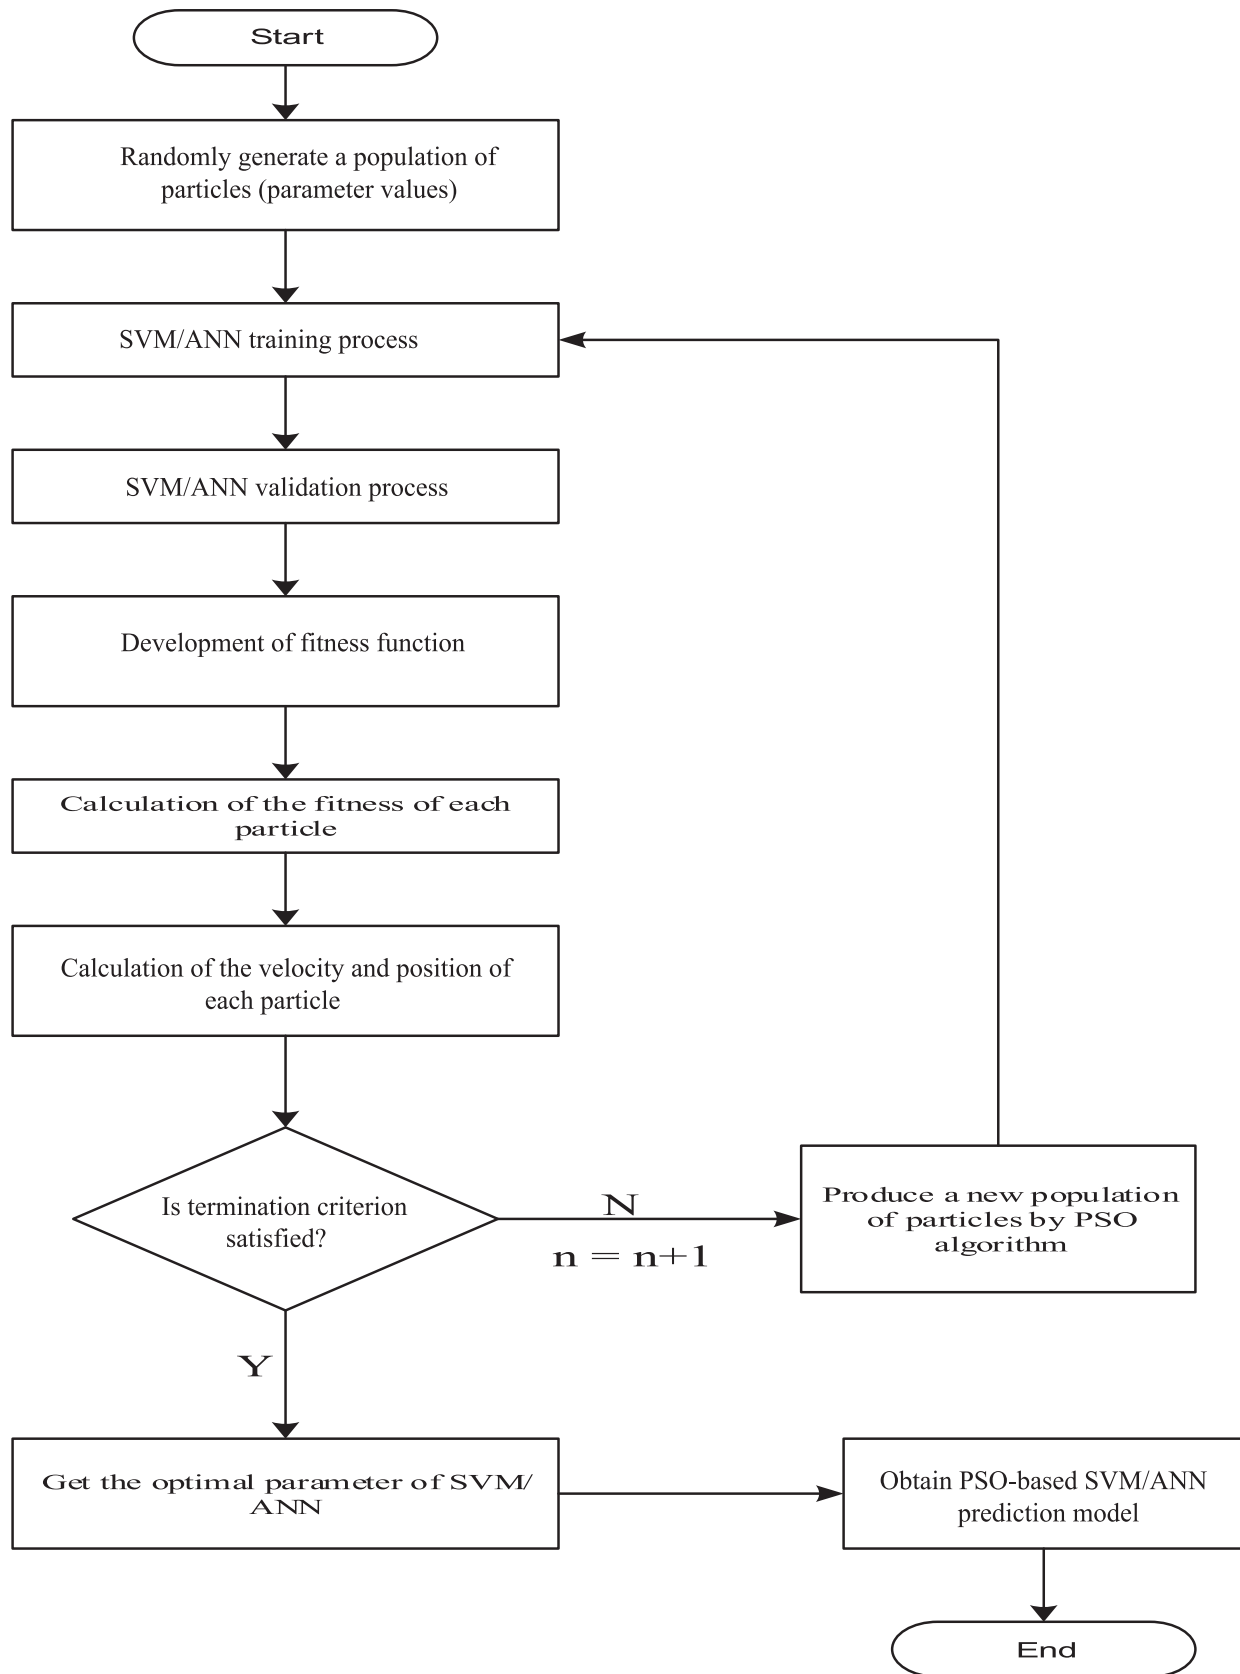 Start
Randomly generate a population of
particles (parameter values)
SVM/ANN training process
SVM/ANN validation process
Development of fitness function
Calculation of the fitness of each
particle
Calculation of the velocity and position of
each particle
Is termination criterion
satisfied?
N
n = n+1
Produce a new population
of particles by PSO
algorithm
Y
Get the optimal parameter of SVM/
ANN
Obtain PSO-based SVM/ANN
prediction model
End